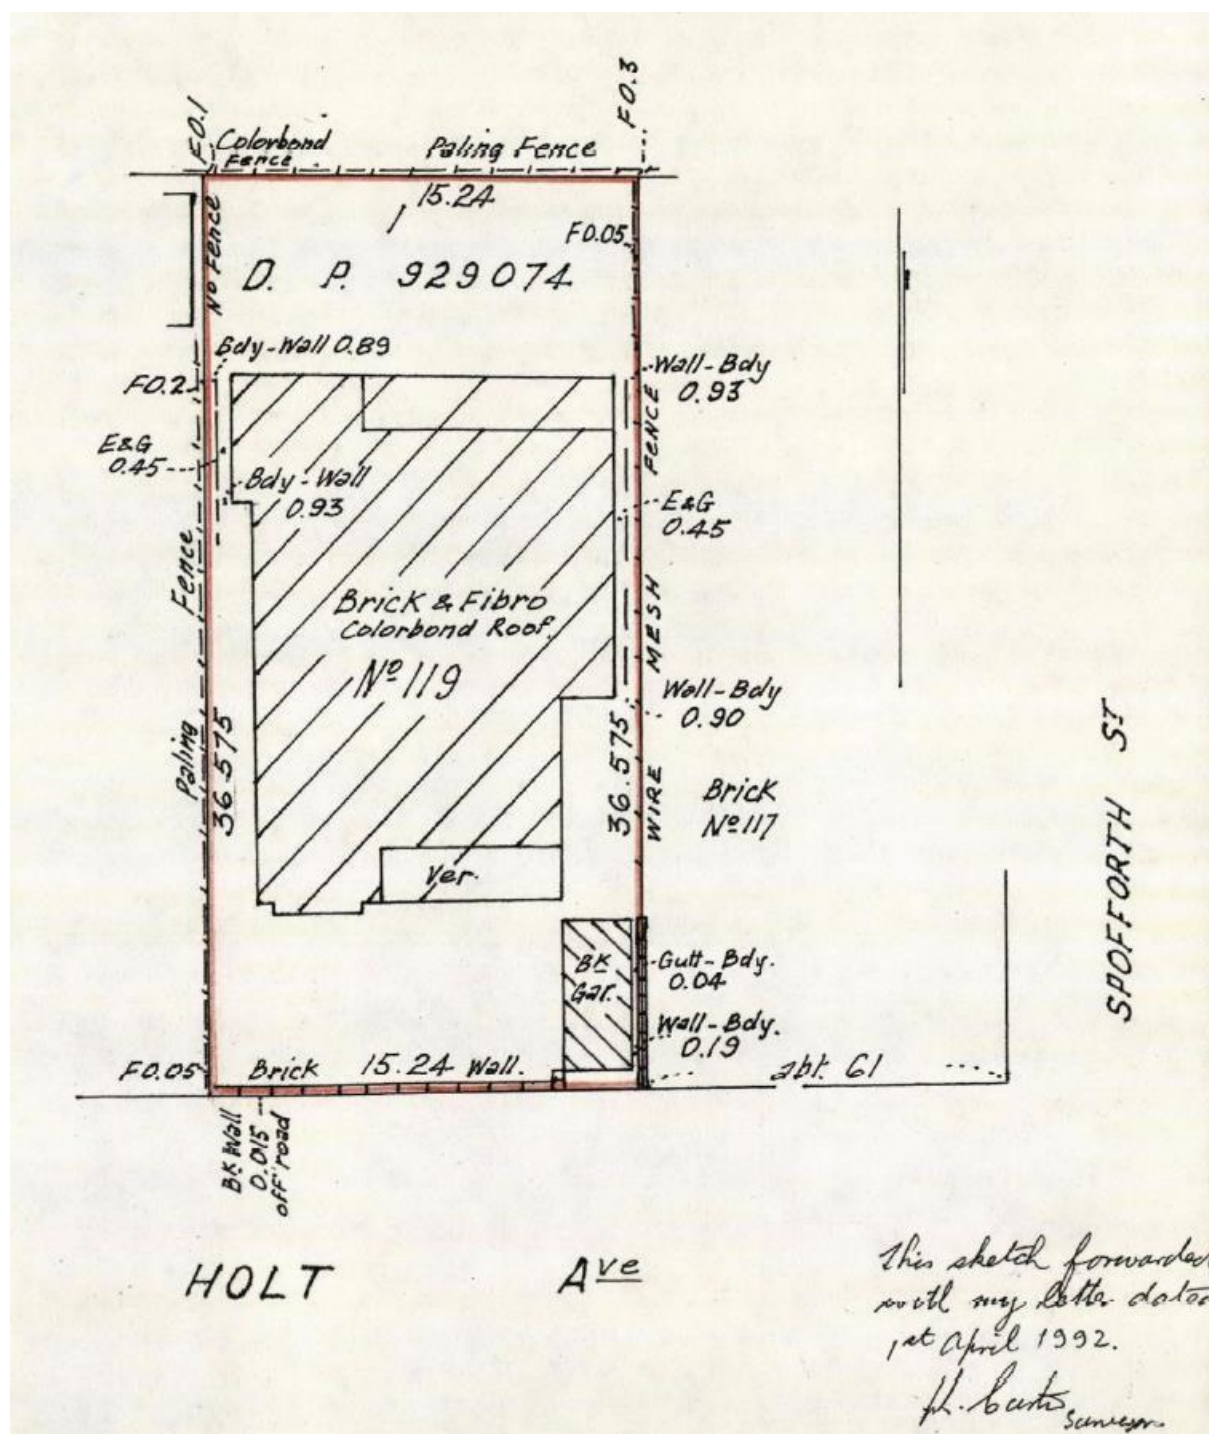 F0.1
F0.3
Colorbond
Fence
Paling Fence
15.24
No Fence
F0.05
D. P. 929074
Bdy-Wall 0.89
F0.2
Wall-Bdy
0.93
E&G
0.45
Bdy-Wall
0.93
E&G
0.45
WIRE MESH FENCE
Paling Fence
Brick & Fibro
Colorbond Roof.
Nº 119
Wall-Bdy
0.90
36.575
36.575
Brick
Nº 117
SPOFFORTH ST
Ver.
BK
Gar.
Gutt-Bdy.
0.04
Wall-Bdy.
0.19
F0.05
Brick 15.24 Wall.
abt. 61
BK Wall
0.015
off road
HOLT AVE
This sketch forwarded
with my letter dated
1st April 1992.
Surveyor